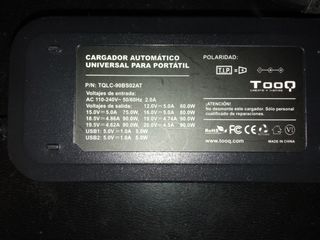 CARGADOR AUTOMÁTICO
UNIVERSAL PARA PORTÁTIL
POLARIDAD:
T.I.P =
P/N: TQLC-90BS02AT
Voltajes de entrada:
AC 110-240V~ 50/60Hz 2.0A
Voltajes de salida: 12.0V - 5.0A 60.0W
15.0V - 5.0A 75.0W, 16.0V - 5.0A 80.0W
18.5V - 4.86A 90.0W, 19.0V - 4.74A 90.0W
19.5V - 4.62A 90.0W, 20.0V - 4.5A 90.0W
USB1: 5.0V - 1.0A 5.0W
USB2: 5.0V - 1.0A 5.0W
TooQ
¡ATENCIÓN!
No desmonte este cargador. Sólo personal
cualificado de reparaciones.
RoHS
CE
www.tooq.com
MADE IN CHINA